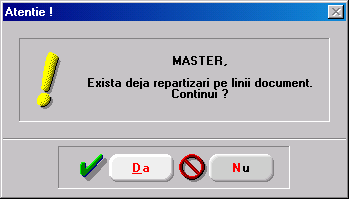 Atentie !
MASTER,
Exista deja repartizari pe linii document.
Continui ?
Da
Nu